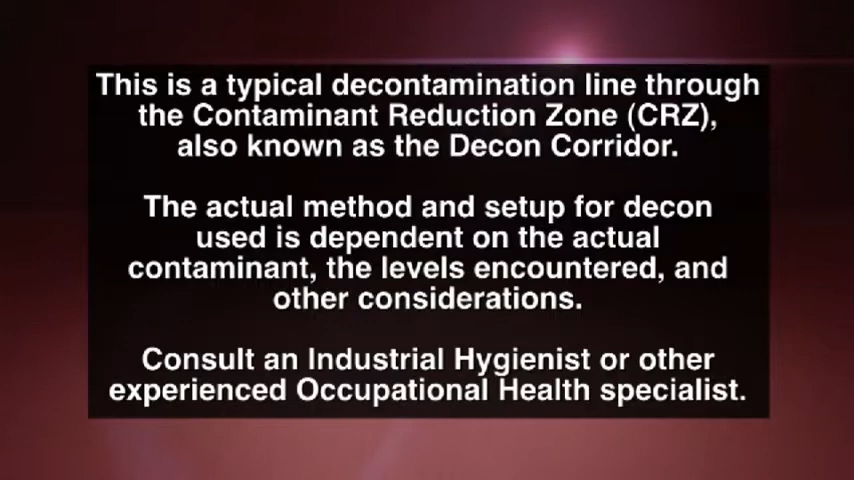 This is a typical decontamination line through
the Contaminant Reduction Zone (CRZ),
also known as the Decon Corridor.
The actual method and setup for decon
used is dependent on the actual
contaminant, the levels encountered, and
other considerations.
Consult an Industrial Hygienist or other
experienced Occupational Health specialist.